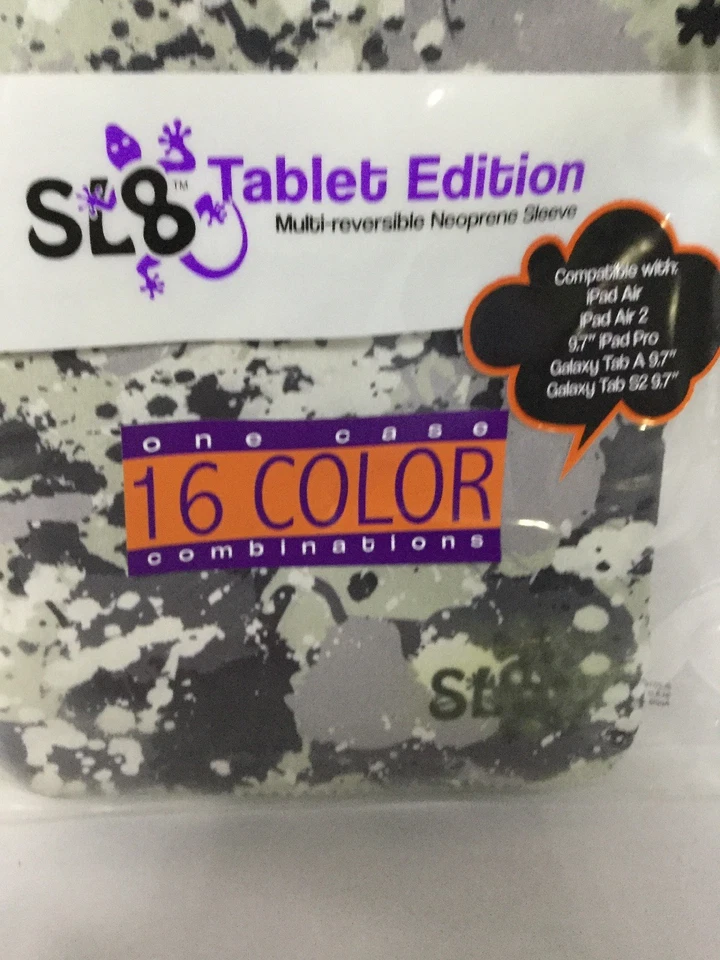 SL8™ Tablet Edition
Multi-reversible Neoprene Sleeve
Compatible with:
iPad Air
iPad Air 2
9.7" iPad Pro
Galaxy Tab A 9.7"
Galaxy Tab S2 9.7"
one case
16 COLOR
combinations
SL8